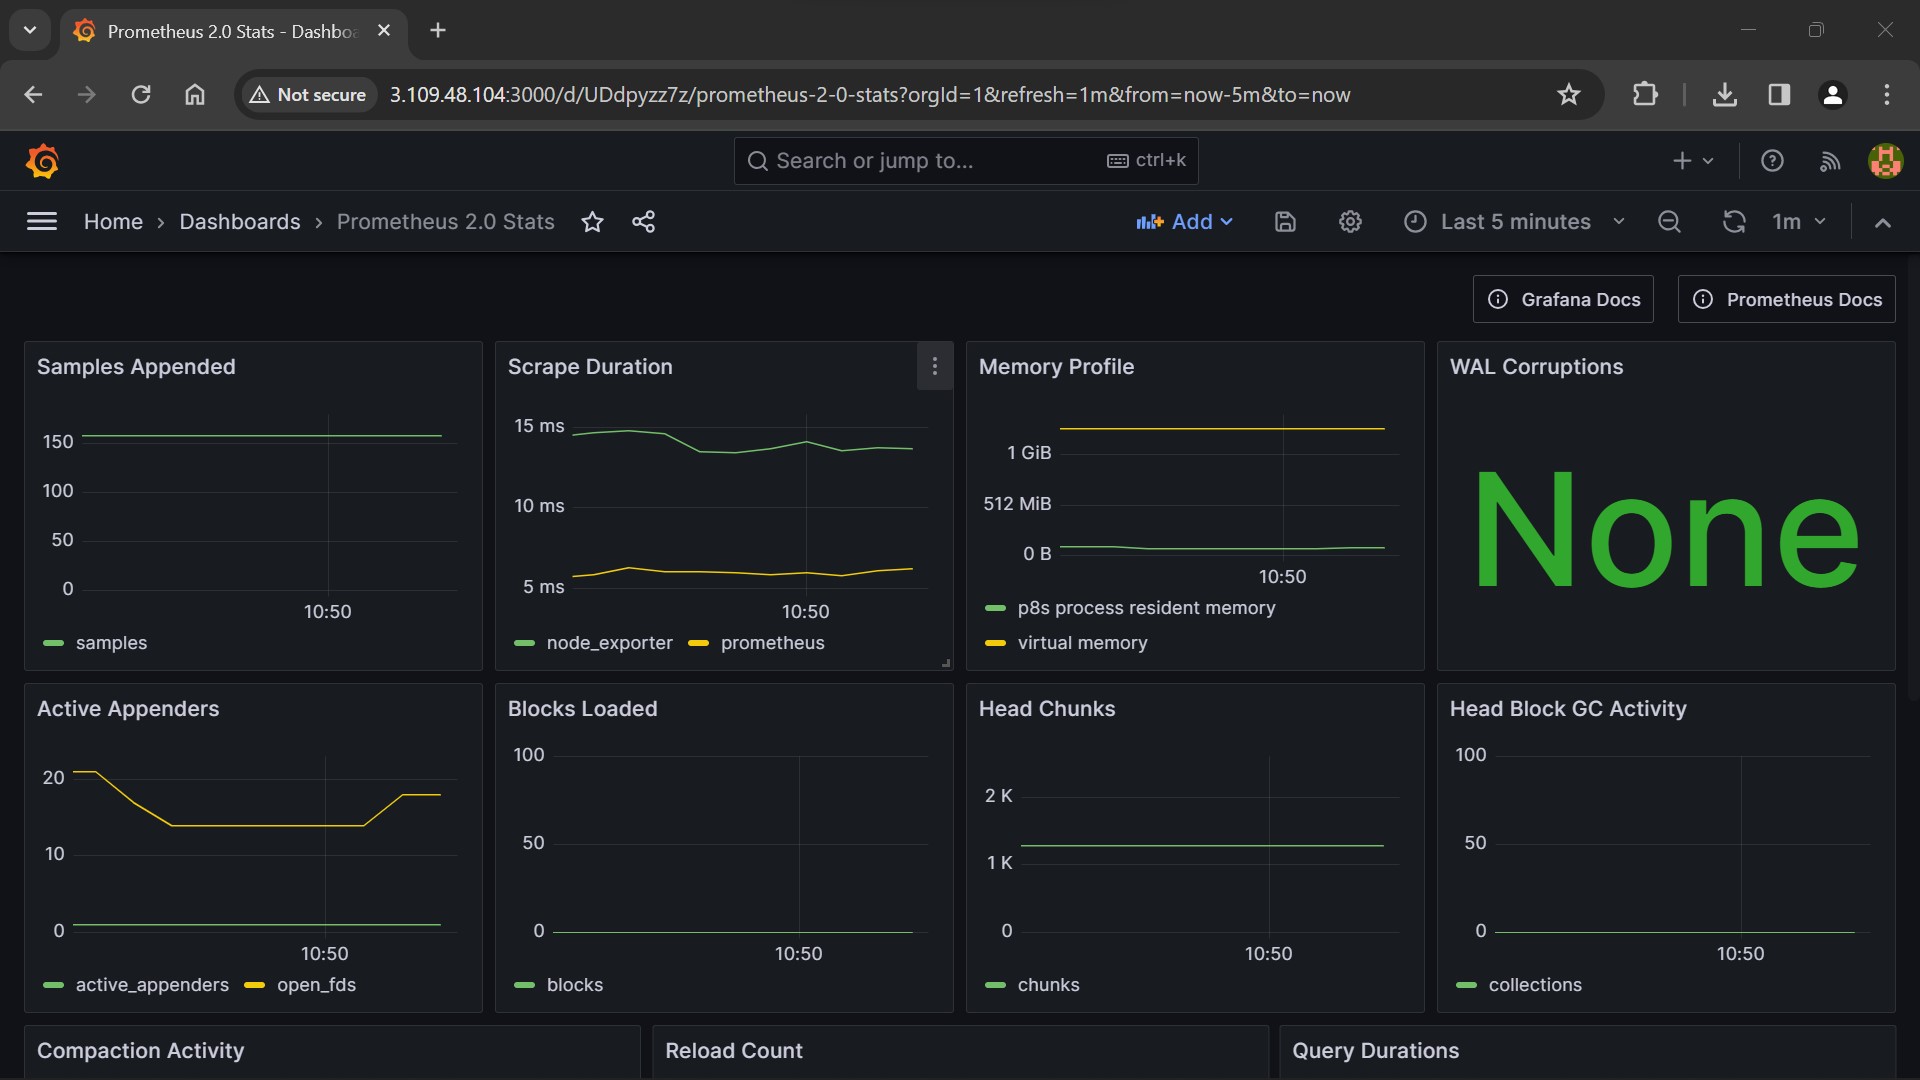 Prometheus 2.0 Stats - Dashboa
Not secure 3.109.48.104:3000/d/UDdpyzz7z/prometheus-2-0-stats?orgId=1&refresh=1m&from=now-5m&to=now
Search or jump to... ctrl+k
Home › Dashboards › Prometheus 2.0 Stats Add Last 5 minutes 1m
Grafana Docs Prometheus Docs
Samples Appended
150
100
50
0
10:50
samples
Scrape Duration
15 ms
10 ms
5 ms
10:50
node_exporter prometheus
Memory Profile
1 GiB
512 MiB
0 B
10:50
p8s process resident memory
virtual memory
WAL Corruptions
None
Active Appenders
20
10
0
10:50
active_appenders open_fds
Blocks Loaded
100
50
0
10:50
blocks
Head Chunks
2 K
1 K
0
10:50
chunks
Head Block GC Activity
100
50
0
10:50
collections
Compaction Activity
Reload Count
Query Durations